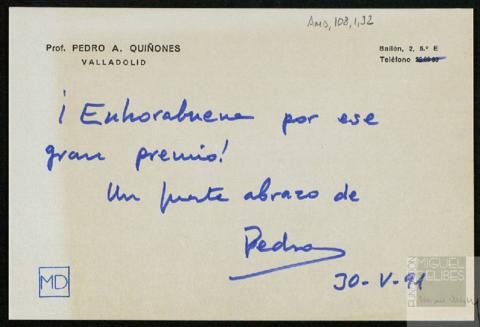 AMD, 108, 1, 32
Prof. PEDRO A. QUIÑONES
VALLADOLID
Bailén, 2, 5.º E
Teléfono
¡Enhorabuena por ese
gran premio!
Un fuerte abrazo de
Pedro
30-V-91
MD
FUNDACIÓN
MIGUEL
DELIBES